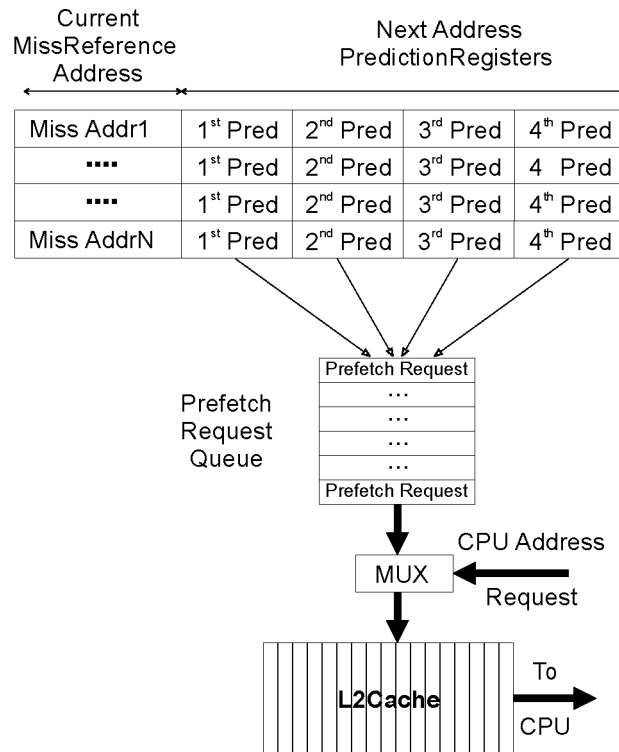 Current
MissReference
Address
Next Address
PredictionRegisters
Miss Addr1 1st Pred 2nd Pred 3rd Pred 4th Pred
.... 1st Pred 2nd Pred 3rd Pred 4 Pred
.... 1st Pred 2nd Pred 3rd Pred 4th Pred
Miss AddrN 1st Pred 2nd Pred 3rd Pred 4th Pred
Prefetch
Request
Queue
Prefetch Request
...
...
...
...
Prefetch Request
MUX
CPU Address
Request
L2Cache
To
CPU